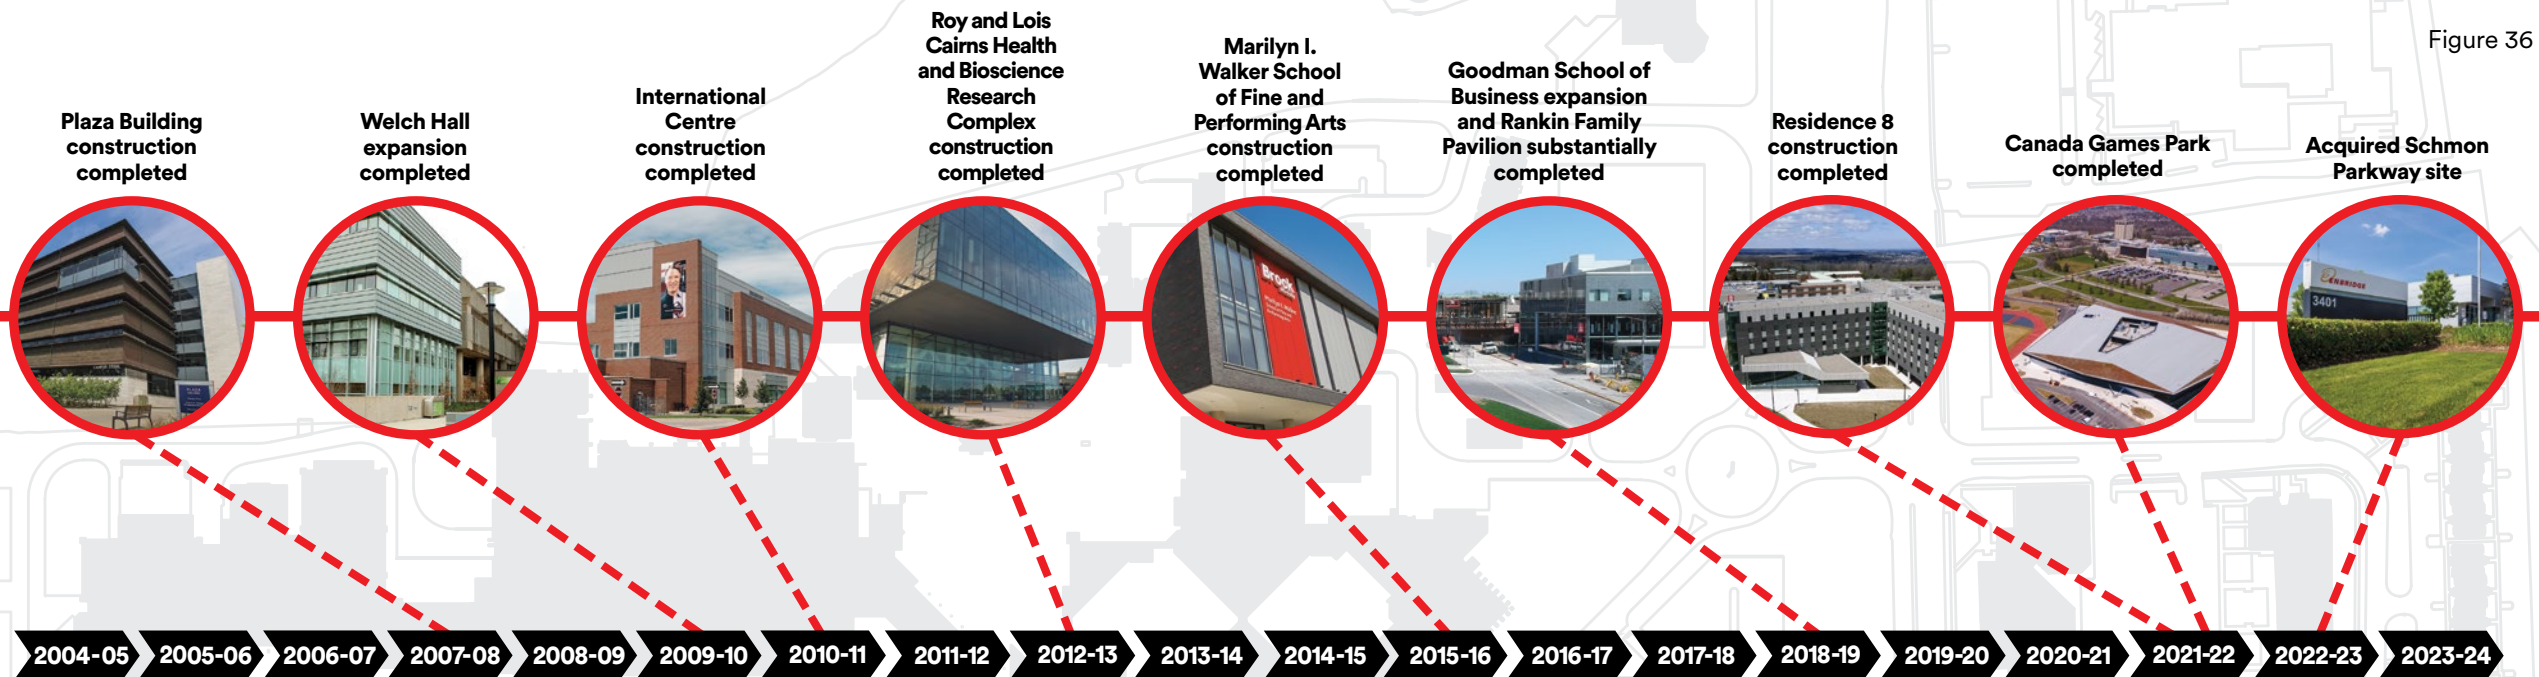 Figure 36
Plaza Building
construction
completed
Welch Hall
expansion
completed
International
Centre
construction
completed
Roy and Lois
Cairns Health
and Bioscience
Research
Complex
construction
completed
Marilyn I.
Walker School
of Fine and
Performing Arts
construction
completed
Goodman School of
Business expansion
and Rankin Family
Pavilion substantially
completed
Residence 8
construction
completed
Canada Games Park
completed
Acquired Schmon
Parkway site
Brock
ENBRIDGE
3401
2004-05
2005-06
2006-07
2007-08
2008-09
2009-10
2010-11
2011-12
2012-13
2013-14
2014-15
2015-16
2016-17
2017-18
2018-19
2019-20
2020-21
2021-22
2022-23
2023-24